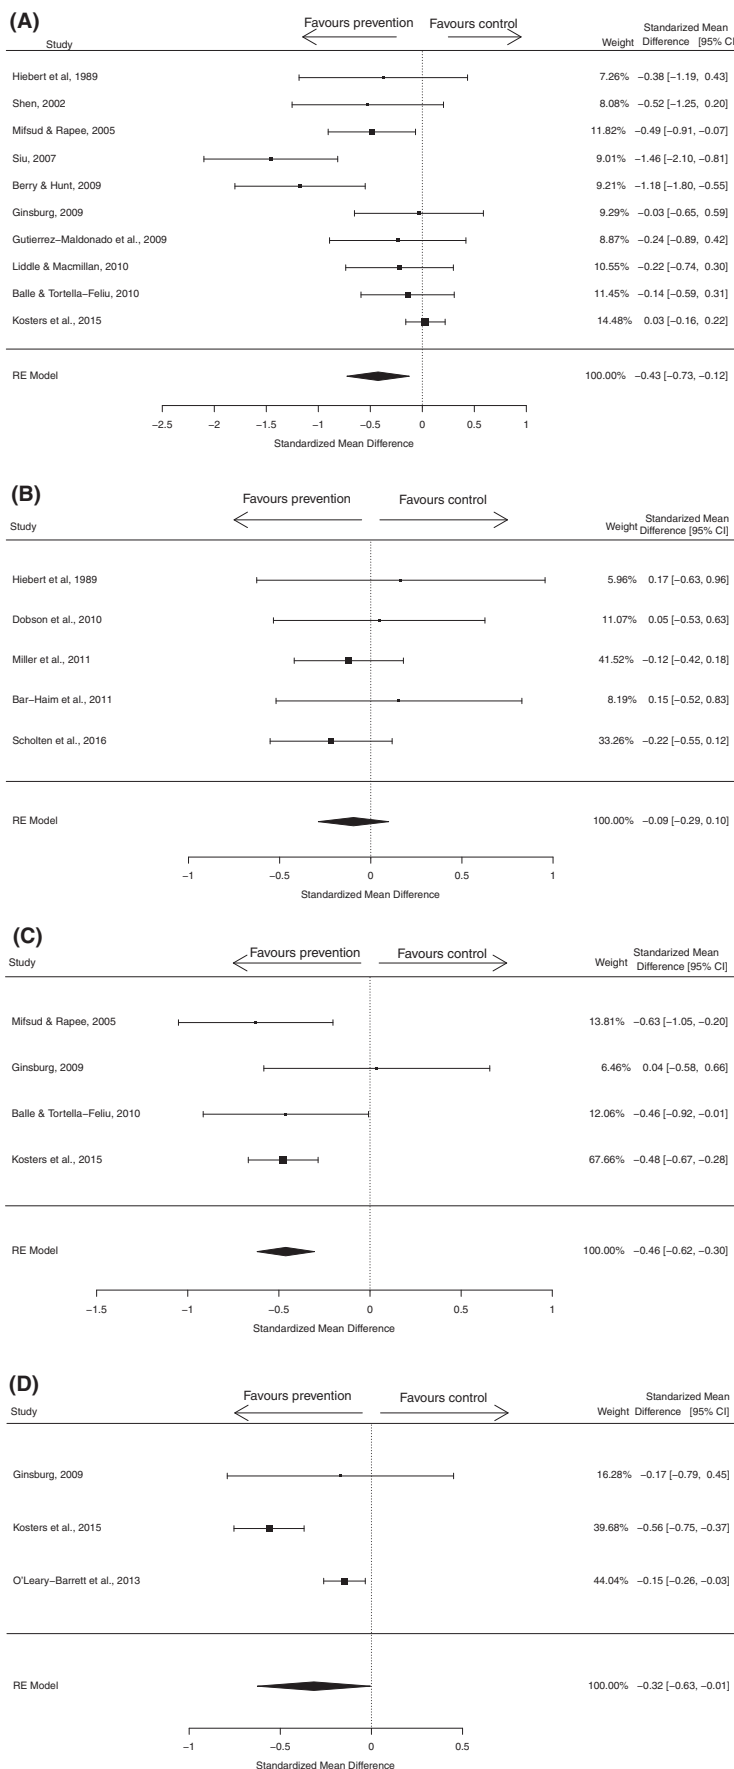 (A)
Favours prevention Favours control
Standardized Mean
Study Weight Difference [95% CI
Hiebert et al, 1989 7.26% −0.38 [−1.19, 0.43]
Shen, 2002 8.08% −0.52 [−1.25, 0.20]
Mifsud & Rapee, 2005 11.82% −0.49 [−0.91, −0.07]
Siu, 2007 9.01% −1.46 [−2.10, −0.81]
Berry & Hunt, 2009 9.21% −1.18 [−1.80, −0.55]
Ginsburg, 2009 9.29% −0.03 [−0.65, 0.59]
Gutierrez−Maldonado et al., 2009 8.87% −0.24 [−0.89, 0.42]
Liddle & Macmillan, 2010 10.55% −0.22 [−0.74, 0.30]
Balle & Tortella−Feliu, 2010 11.45% −0.14 [−0.59, 0.31]
Kosters et al., 2015 14.48% 0.03 [−0.16, 0.22]
RE Model 100.00% −0.43 [−0.73, −0.12]
−2.5 −2 −1.5 −1 −0.5 0 0.5 1
Standardized Mean Difference
(B)
Favours prevention Favours control
Standarized Mean
Study Weight Difference [95% CI]
Hiebert et al, 1989 5.96% 0.17 [−0.63, 0.96]
Dobson et al., 2010 11.07% 0.05 [−0.53, 0.63]
Miller et al., 2011 41.52% −0.12 [−0.42, 0.18]
Bar−Haim et al., 2011 8.19% 0.15 [−0.52, 0.83]
Scholten et al., 2016 33.26% −0.22 [−0.55, 0.12]
RE Model 100.00% −0.09 [−0.29, 0.10]
−1 −0.5 0 0.5 1
Standardized Mean Difference
(C)
Favours prevention Favours control
Standarized Mean
Study Weight Difference [95% CI]
Mifsud & Rapee, 2005 13.81% −0.63 [−1.05, −0.20]
Ginsburg, 2009 6.46% 0.04 [−0.58, 0.66]
Balle & Tortella−Feliu, 2010 12.06% −0.46 [−0.92, −0.01]
Kosters et al., 2015 67.66% −0.48 [−0.67, −0.28]
RE Model 100.00% −0.46 [−0.62, −0.30]
−1.5 −1 −0.5 0 0.5 1
Standardized Mean Difference
(D)
Favours prevention Favours control
Standarized Mean
Study Weight Difference [95% CI]
Ginsburg, 2009 16.28% −0.17 [−0.79, 0.45]
Kosters et al., 2015 39.68% −0.56 [−0.75, −0.37]
O'Leary−Barrett et al., 2013 44.04% −0.15 [−0.26, −0.03]
RE Model 100.00% −0.32 [−0.63, −0.01]
−1 −0.5 0 0.5
Standardized Mean Difference